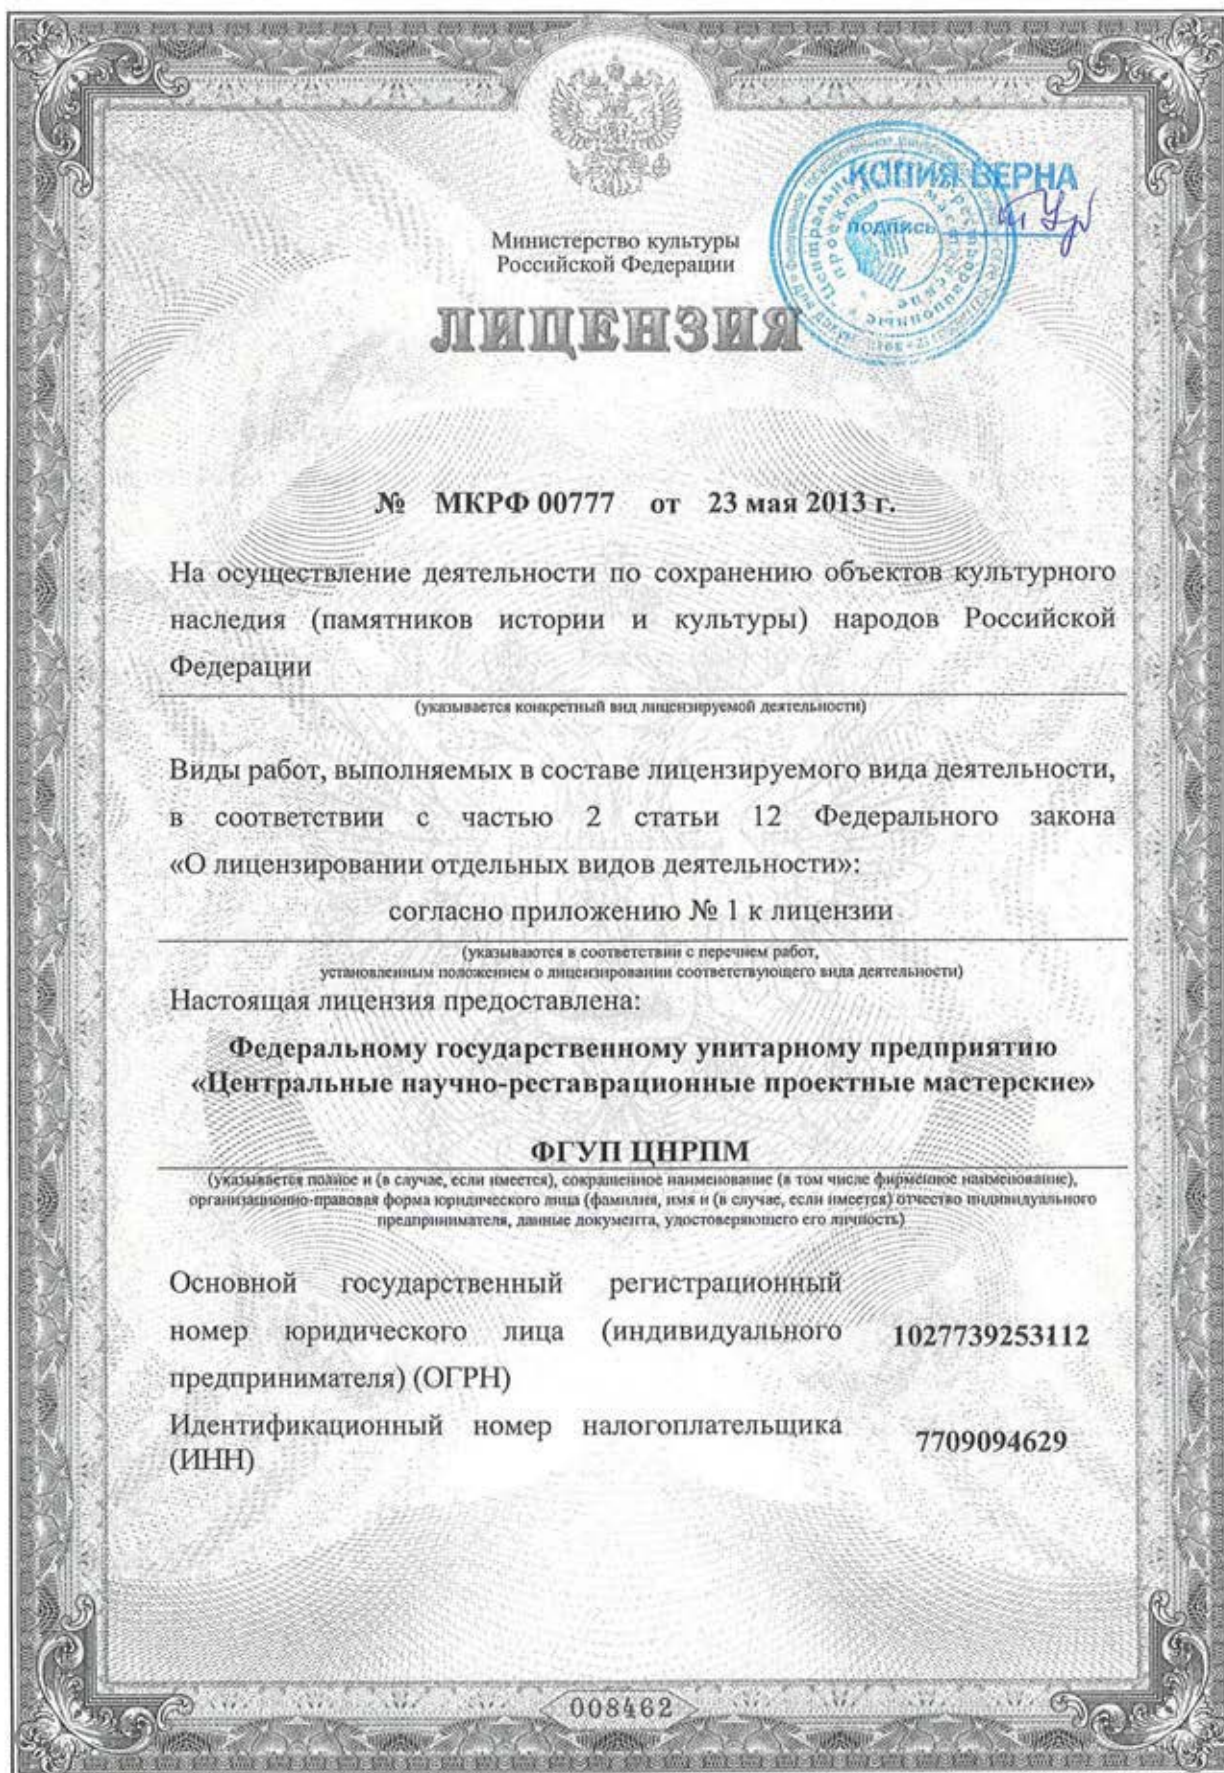 КОПИЯ ВЕРНА
ПОДПИСЬ
Министерство культуры
Российской Федерации
ЛИЦЕНЗИЯ
№ МКРФ 00777 от 23 мая 2013 г.
На осуществление деятельности по сохранению объектов культурного
наследия (памятников истории и культуры) народов Российской
Федерации
(указывается конкретный вид лицензируемой деятельности)
Виды работ, выполняемых в составе лицензируемого вида деятельности,
в соответствии с частью 2 статьи 12 Федерального закона
«О лицензировании отдельных видов деятельности»:
согласно приложению № 1 к лицензии
(указываются в соответствии с перечнем работ,
установленным положением о лицензировании соответствующего вида деятельности)
Настоящая лицензия предоставлена:
Федеральному государственному унитарному предприятию
«Центральные научно-реставрационные проектные мастерские»
ФГУП ЦНРПМ
(указывается полное и (в случае, если имеется), сокращенное наименование (в том числе фирменное наименование),
организационно-правовая форма юридического лица (фамилия, имя и (в случае, если имеется) отчество индивидуального
предпринимателя, данные документа, удостоверяющего его личность)
Основной государственный регистрационный
номер юридического лица (индивидуального 1027739253112
предпринимателя) (ОГРН)
Идентификационный номер налогоплательщика
(ИНН) 7709094629
008462